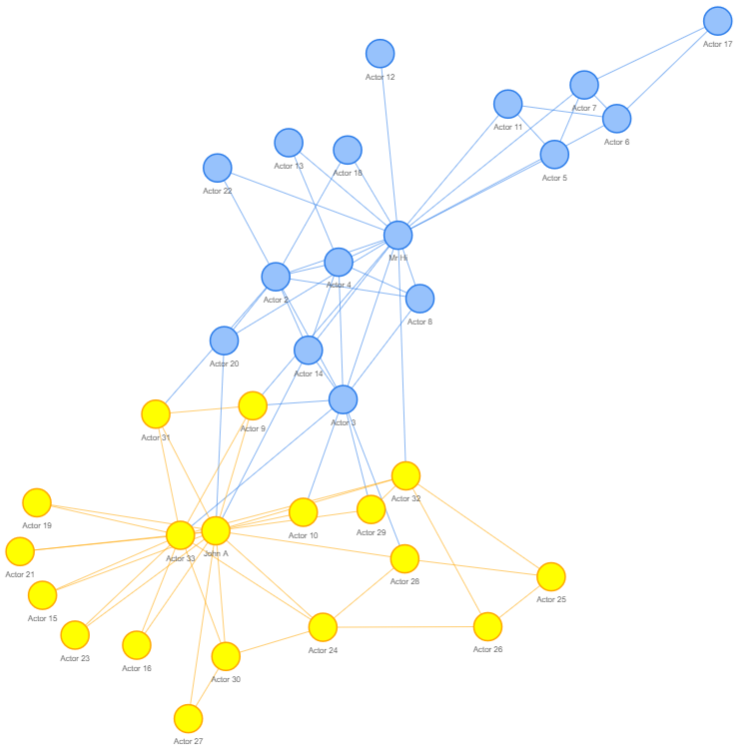 Actor 17
Actor 12
Actor 7
Actor 11
Actor 6
Actor 13
Actor 18
Actor 5
Actor 22
Mr Hi
Actor 4
Actor 2
Actor 8
Actor 20
Actor 14
Actor 3
Actor 9
Actor 31
Actor 32
Actor 19
Actor 29
Actor 10
John A
Actor 33
Actor 21
Actor 28
Actor 25
Actor 15
Actor 24
Actor 26
Actor 23
Actor 16
Actor 30
Actor 27